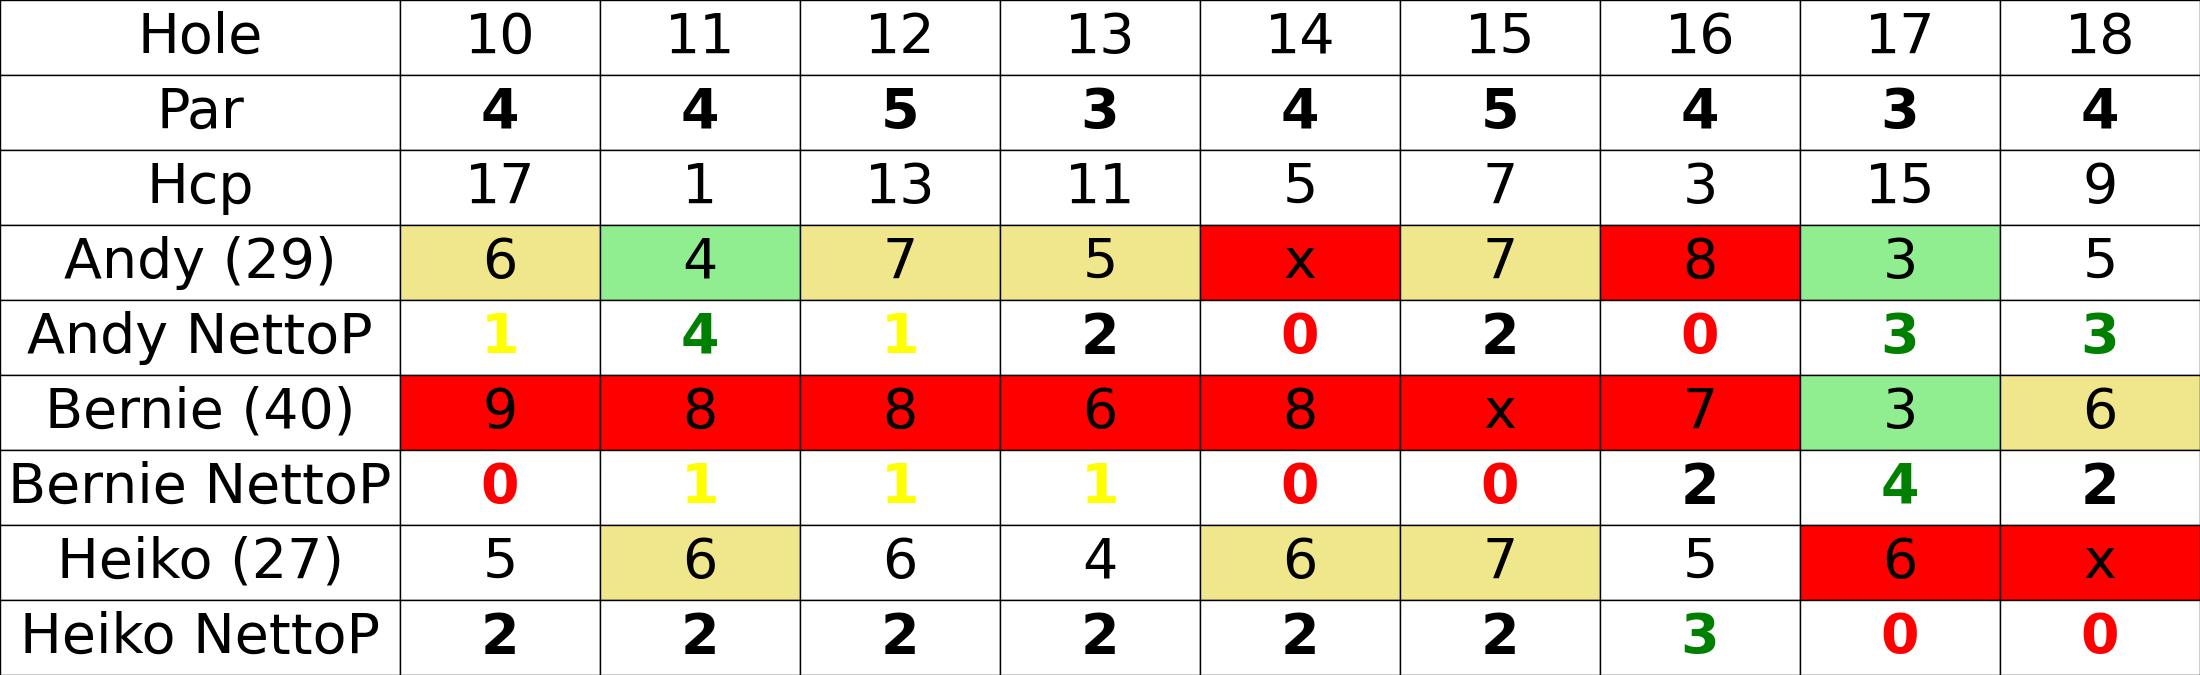 Hole 10 11 12 13 14 15 16 17 18
Par 4 4 5 3 4 5 4 3 4
Hcp 17 1 13 11 5 7 3 15 9
Andy (29) 6 4 7 5 x 7 8 3 5
Andy NettoP 1 4 1 2 0 2 0 3 3
Bernie (40) 9 8 8 6 8 x 7 3 6
Bernie NettoP 0 1 1 1 0 0 2 4 2
Heiko (27) 5 6 6 4 6 7 5 6 x
Heiko NettoP 2 2 2 2 2 2 3 0 0